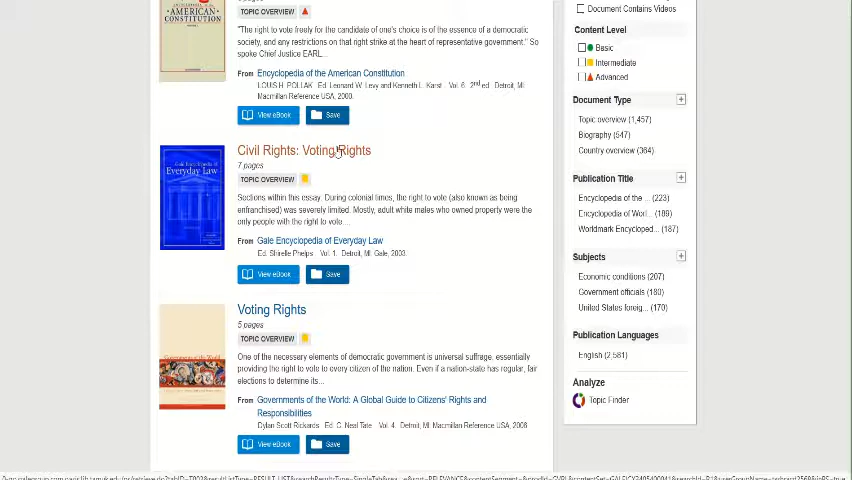 AMERICAN
CONSTITUTION
TOPIC OVERVIEW
"The right to vote freely for the candidate of one's choice is of the essence of a democratic
society, and any restrictions on that right strike at the heart of representative government." So
spoke Chief Justice EARL...
From Encyclopedia of the American Constitution
LOUIS H. POLLAK Ed. Leonard W. Levy and Kenneth L. Karst. Vol. 6. 2nd ed. Detroit, MI:
Macmillan Reference USA, 2000.
View eBook
Save
Civil Rights: Voting Rights
7 pages
TOPIC OVERVIEW
Gale Encyclopedia of
Everyday Law
Sections within this essay. During colonial times, the right to vote (also known as being
enfranchised) was severely limited. Mostly, adult white males who owned property were the
only people with the right to vote....
From Gale Encyclopedia of Everyday Law
Ed. Shirelle Phelps. Vol. 1. Detroit, MI: Gale, 2003.
View eBook
Save
Voting Rights
5 pages
TOPIC OVERVIEW
One of the necessary elements of democratic government is universal suffrage, essentially
providing the right to vote to every citizen of the nation. Even if a nation-state has regular, fair
elections to determine its...
From Governments of the World: A Global Guide to Citizens' Rights and
Responsibilities
Dylan Scott Rickards. Ed. C. Neal Tate. Vol. 4. Detroit, MI: Macmillan Reference USA, 2006
View eBook
Save
Document Contains Videos
Content Level
Basic
Intermediate
Advanced
Document Type
Topic overview (1,457)
Biography (547)
Country overview (364)
Publication Title
Encyclopedia of the ... (223)
Encyclopedia of Worl... (189)
Worldmark Encycloped... (187)
Subjects
Economic conditions (207)
Government officials (180)
United States foreig... (170)
Publication Languages
English (2,581)
Analyze
Topic Finder